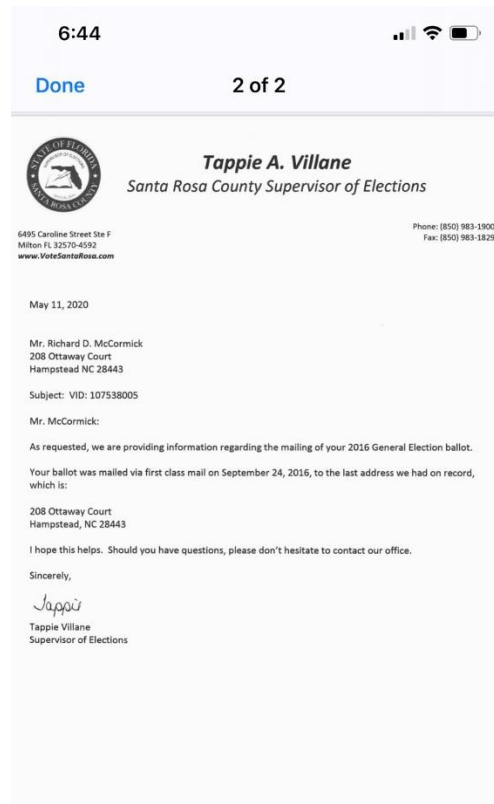 6:44
Done
2 of 2
STATE OF FLORIDA
SANTA ROSA COUNTY
Tappie A. Villane
Santa Rosa County Supervisor of Elections
6495 Caroline Street Ste F
Milton FL 32570-4592
www.VoteSantaRosa.com
Phone: (850) 983-1900
Fax: (850) 983-1829
May 11, 2020
Mr. Richard D. McCormick
208 Ottaway Court
Hampstead NC 28443
Subject: VID: 107538005
Mr. McCormick:
As requested, we are providing information regarding the mailing of your 2016 General Election ballot.
Your ballot was mailed via first class mail on September 24, 2016, to the last address we had on record,
which is:
208 Ottaway Court
Hampstead, NC 28443
I hope this helps. Should you have questions, please don't hesitate to contact our office.
Sincerely,
Tappie
Tappie Villane
Supervisor of Elections